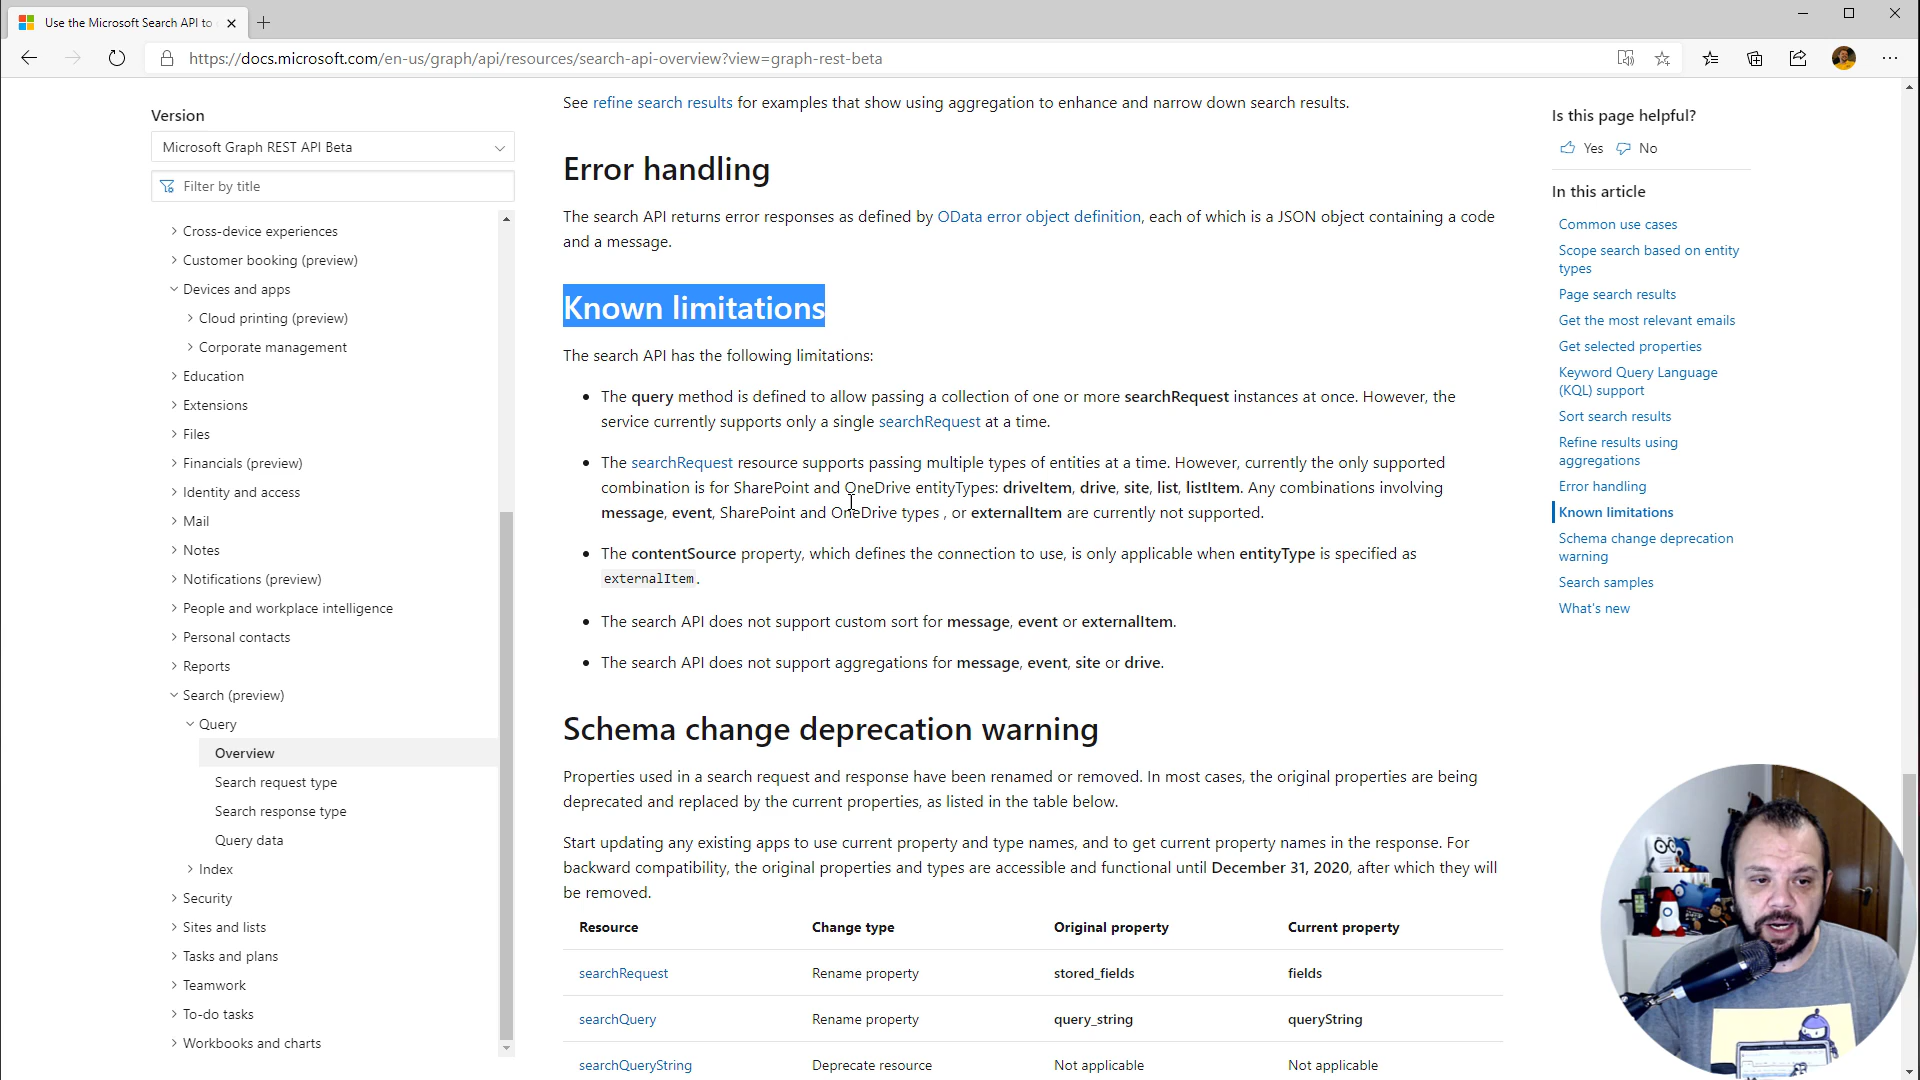 Use the Microsoft Search API to
https://docs.microsoft.com/en-us/graph/api/resources/search-api-overview?view=graph-rest-beta
Version
Microsoft Graph REST API Beta
Filter by title
Cross-device experiences
Customer booking (preview)
Devices and apps
Cloud printing (preview)
Corporate management
Education
Extensions
Files
Financials (preview)
Identity and access
Mail
Notes
Notifications (preview)
People and workplace intelligence
Personal contacts
Reports
Search (preview)
Query
Overview
Search request type
Search response type
Query data
Index
Security
Sites and lists
Tasks and plans
Teamwork
To-do tasks
Workbooks and charts
See refine search results for examples that show using aggregation to enhance and narrow down search results.
Error handling
The search API returns error responses as defined by OData error object definition, each of which is a JSON object containing a code
and a message.
Known limitations
The search API has the following limitations:
• The query method is defined to allow passing a collection of one or more searchRequest instances at once. However, the
service currently supports only a single searchRequest at a time.
• The searchRequest resource supports passing multiple types of entities at a time. However, currently the only supported
combination is for SharePoint and OneDrive entityTypes: driveItem, drive, site, list, listItem. Any combinations involving
message, event, SharePoint and OneDrive types , or externalItem are currently not supported.
• The contentSource property, which defines the connection to use, is only applicable when entityType is specified as
externalItem.
• The search API does not support custom sort for message, event or externalItem.
• The search API does not support aggregations for message, event, site or drive.
Schema change deprecation warning
Properties used in a search request and response have been renamed or removed. In most cases, the original properties are being
deprecated and replaced by the current properties, as listed in the table below.
Start updating any existing apps to use current property and type names, and to get current property names in the response. For
backward compatibility, the original properties and types are accessible and functional until December 31, 2020, after which they will
be removed.
Resource Change type Original property Current property
searchRequest Rename property stored_fields fields
searchQuery Rename property query_string queryString
searchQueryString Deprecate resource Not applicable Not applicable
Is this page helpful?
Yes No
In this article
Common use cases
Scope search based on entity
types
Page search results
Get the most relevant emails
Get selected properties
Keyword Query Language
(KQL) support
Sort search results
Refine results using
aggregations
Error handling
Known limitations
Schema change deprecation
warning
Search samples
What's new